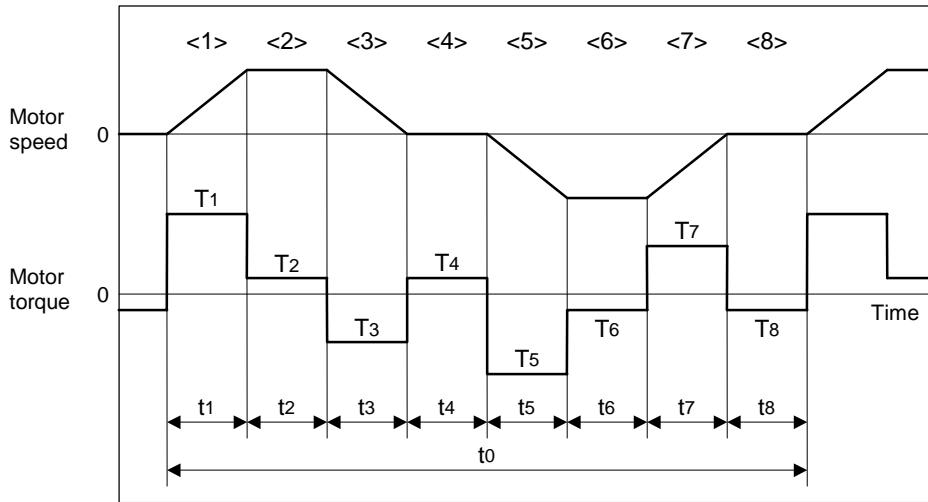 <1> <2> <3> <4> <5> <6> <7> <8>
Motor
speed
0
T1
T2
T3
T4
T5
T6
T7
T8
Motor
torque
0
Time
t1 t2 t3 t4 t5 t6 t7 t8
t0